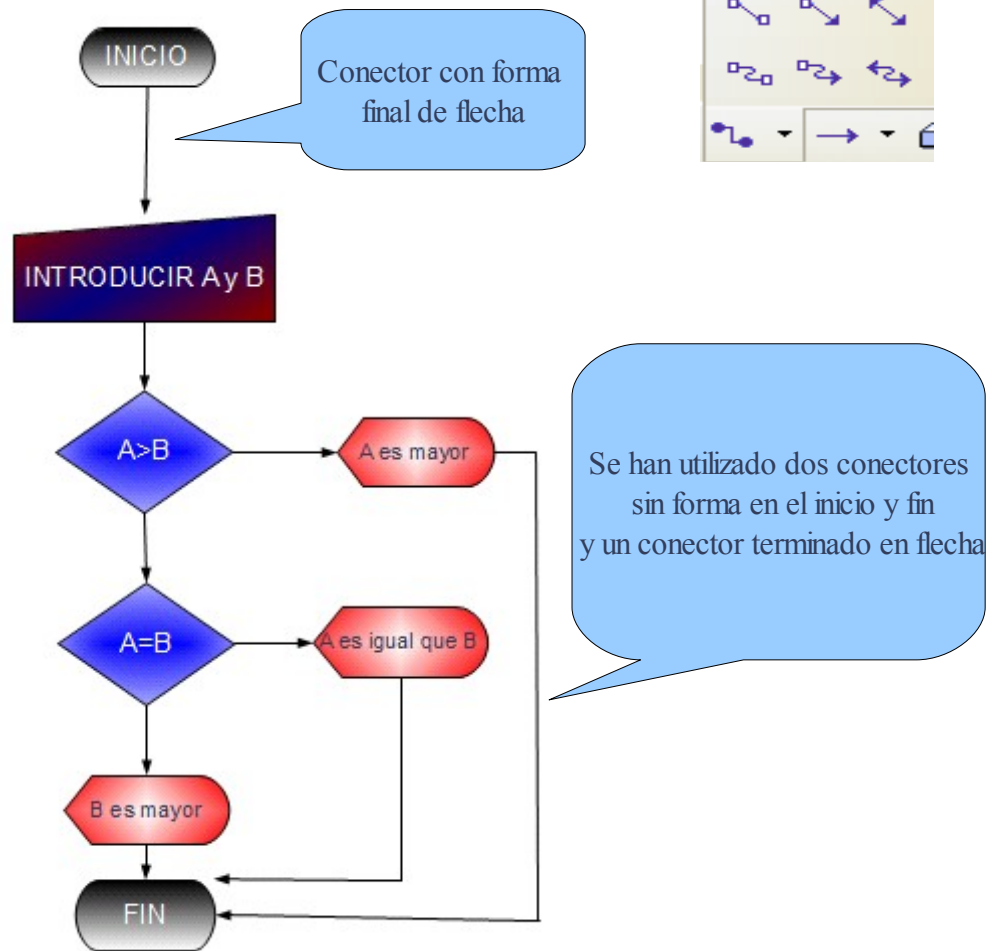 INICIO
Conector con forma
final de flecha
INTRODUCIR A y B
A>B
A es mayor
Se han utilizado dos conectores
sin forma en el inicio y fin
y un conector terminado en flecha
A=B
A es igual que B
B es mayor
FIN